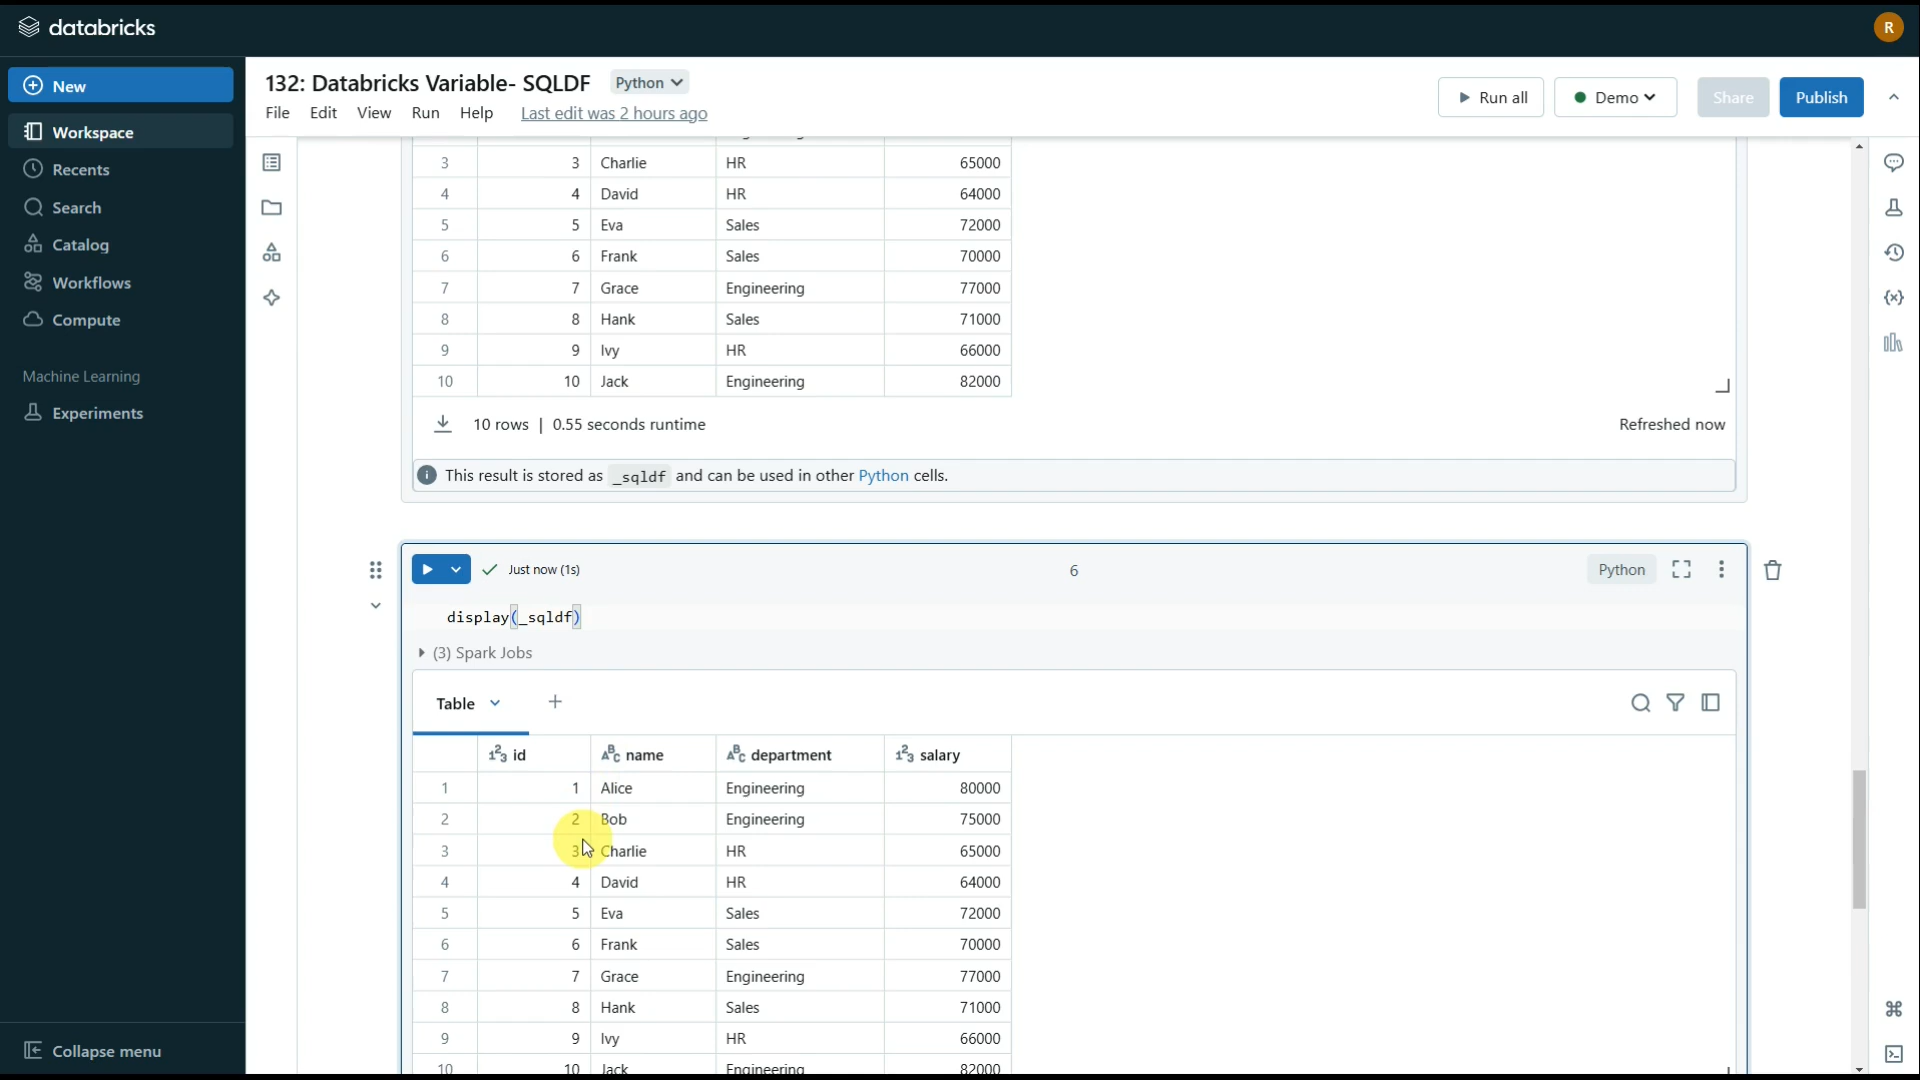 databricks
R
New
Workspace
Recents
Search
Catalog
Workflows
Compute
Machine Learning
Experiments
Collapse menu
132: Databricks Variable- SQLDF Python
File Edit View Run Help Last edit was 2 hours ago
Run all Demo Share Publish
3 3 Charlie HR 65000
4 4 David HR 64000
5 5 Eva Sales 72000
6 6 Frank Sales 70000
7 7 Grace Engineering 77000
8 8 Hank Sales 71000
9 9 Ivy HR 66000
10 10 Jack Engineering 82000
10 rows | 0.55 seconds runtime Refreshed now
This result is stored as _sqldf and can be used in other Python cells.
Just now (1s) 6 Python
display(_sqldf)
(3) Spark Jobs
Table +
id name department salary
1 1 Alice Engineering 80000
2 2 Bob Engineering 75000
3 3 Charlie HR 65000
4 4 David HR 64000
5 5 Eva Sales 72000
6 6 Frank Sales 70000
7 7 Grace Engineering 77000
8 8 Hank Sales 71000
9 9 Ivy HR 66000
10 10 Jack Engineering 82000